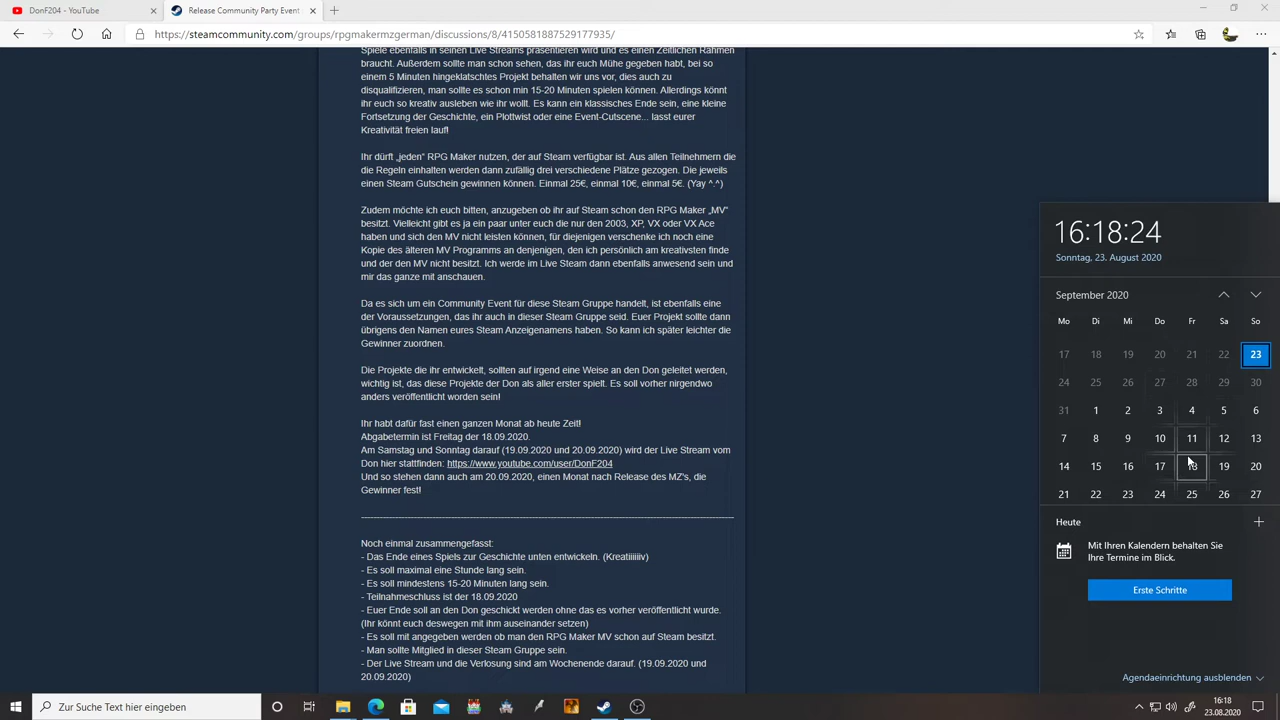 DonF204 - YouTube
Release Community Party Event
https://steamcommunity.com/groups/rpgmakermzgerman/discussions/8/4150581887529177935/
Spiele ebenfalls in seinen Live Streams präsentieren wird und es einen Zeitlichen Rahmen
braucht. Außerdem sollte man schon sehen, das ihr euch Mühe gegeben habt, bei so
einem 5 Minuten hingeklatschtes Projekt behalten wir uns vor, dies auch zu
disqualifizieren, man sollte es schon min 15-20 Minuten spielen können. Allerdings könnt
ihr euch so kreativ ausleben wie ihr wollt. Es kann ein klassisches Ende sein, eine kleine
Fortsetzung der Geschichte, ein Plottwist oder eine Event-Cutscene... lasst eurer
Kreativität freien lauf!
Ihr dürft „jeden“ RPG Maker nutzen, der auf Steam verfügbar ist. Aus allen Teilnehmern die
die Regeln einhalten werden dann zufällig drei verschiedene Plätze gezogen. Die jeweils
einen Steam Gutschein gewinnen können. Einmal 25€, einmal 10€, einmal 5€. (Yay ^.^)
Zudem möchte ich euch bitten, anzugeben ob ihr auf Steam schon den RPG Maker „MV“
besitzt. Vielleicht gibt es ja ein paar unter euch die nur den 2003, XP, VX oder VX Ace
haben und sich den MV nicht leisten können, für diejenigen verschenke ich noch eine
Kopie des älteren MV Programms an denjenigen, den ich persönlich am kreativsten finde
und der den MV nicht besitzt. Ich werde im Live Steam dann ebenfalls anwesend sein und
mir das ganze mit anschauen.
Da es sich um ein Community Event für diese Steam Gruppe handelt, ist ebenfalls eine
der Voraussetzungen, das ihr auch in dieser Steam Gruppe seid. Euer Projekt sollte dann
übrigens den Namen eures Steam Anzeigenamens haben. So kann ich später leichter die
Gewinner zuordnen.
Die Projekte die ihr entwickelt, sollten auf irgend eine Weise an den Don geleitet werden,
wichtig ist, das diese Projekte der Don als aller erster spielt. Es soll vorher nirgendwo
anders veröffentlicht worden sein!
Ihr habt dafür fast einen ganzen Monat ab heute Zeit!
Abgabetermin ist Freitag der 18.09.2020.
Am Samstag und Sonntag darauf (19.09.2020 und 20.09.2020) wird der Live Stream vom
Don hier stattfinden: https://www.youtube.com/user/DonF204
Und so stehen dann auch am 20.09.2020, einen Monat nach Release des MZ's, die
Gewinner fest!
Noch einmal zusammengefasst:
- Das Ende eines Spiels zur Geschichte unten entwickeln. (Kreatiiiiiiv)
- Es soll maximal eine Stunde lang sein.
- Es soll mindestens 15-20 Minuten lang sein.
- Teilnahmeschluss ist der 18.09.2020
- Euer Ende soll an den Don geschickt werden ohne das es vorher veröffentlicht wurde.
(Ihr könnt euch deswegen mit ihm auseinander setzen)
- Es soll mit angegeben werden ob man den RPG Maker MV schon auf Steam besitzt.
- Man sollte Mitglied in dieser Steam Gruppe sein.
- Der Live Stream und die Verlosung sind am Wochenende darauf. (19.09.2020 und
20.09.2020)
16:18:24
Sonntag, 23. August 2020
September 2020
Mo Di Mi Do Fr Sa So
17 18 19 20 21 22 23
24 25 26 27 28 29 30
31 1 2 3 4 5 6
7 8 9 10 11 12 13
14 15 16 17 18 19 20
21 22 23 24 25 26 27
Heute
Mit Ihren Kalendern behalten Sie
Ihre Termine im Blick.
Erste Schritte
Agendaeinrichtung ausblenden
Zur Suche Text hier eingeben
16:18
23.08.2020